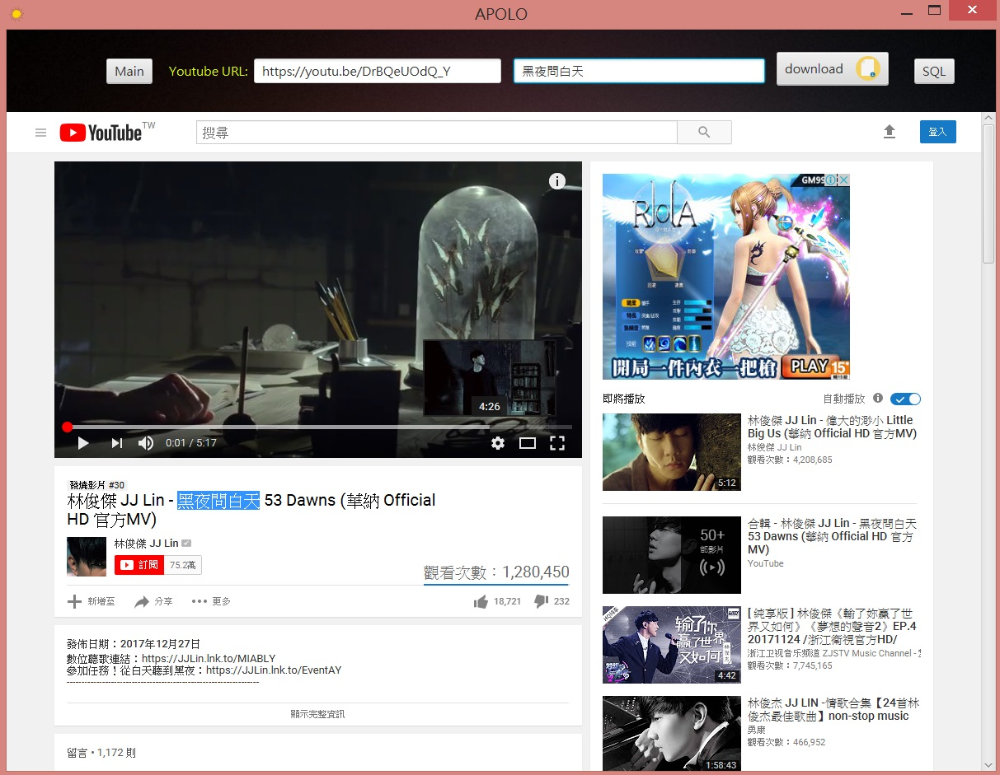 APOLO
Main
Youtube URL:
https://youtu.be/DrBQeUOdQ_Y
黑夜問白天
download
SQL
YouTube TW
搜尋
登入
4:26
0:01 / 5:17
GM99
RloIA
開局一件內衣一把槍
PLAY
15+
發燒影片 #30
林俊傑 JJ Lin - 黑夜問白天 53 Dawns (華納 Official
HD 官方MV)
林俊傑 JJ Lin
訂閱 75.2萬
觀看次數：1,280,450
新增至 分享 更多
18,721 232
發佈日期：2017年12月27日
數位聽歌連結：https://JJLin.lnk.to/MIABLY
參加任務！從白天聽到黑夜：https://JJLin.lnk.to/EventAY
------------------------------------------------------------------
顯示完整資訊
留言 • 1,172 則
即將播放
自動播放
林俊傑 JJ Lin - 偉大的渺小 Little
Big Us (華納 Official HD 官方MV)
林俊傑 JJ Lin
觀看次數：4,208,685
5:12
合輯 - 林俊傑 JJ Lin - 黑夜問白天
53 Dawns (華納 Official HD 官方
MV)
YouTube
50+
部影片
[ 純享版 ] 林俊傑《輸了妳贏了世
界又如何》《夢想的聲音2》EP.4
20171124 /浙江衛視官方HD/
浙江卫视音乐频道 ZJSTV Music Channel -
觀看次數：7,745,165
输了你
赢了世界
又如何
4:42
林俊杰 JJ LIN -情歌合集【24首林
俊杰最佳歌曲】non-stop music
勇康
觀看次數：466,952
1:58:43